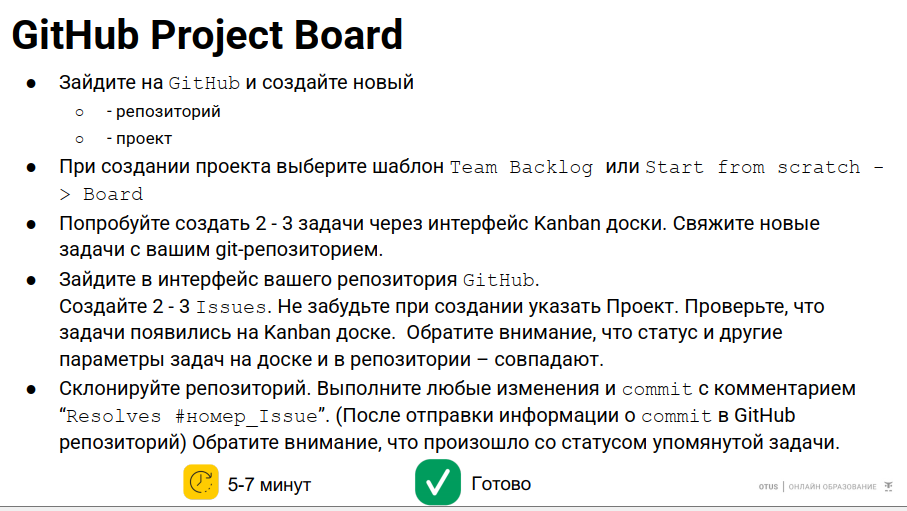 GitHub Project Board
● Зайдите на GitHub и создайте новый
○ - репозиторий
○ - проект
● При создании проекта выберите шаблон Team Backlog или Start from scratch -
> Board
● Попробуйте создать 2 - 3 задачи через интерфейс Kanban доски. Свяжите новые
задачи с вашим git-репозиторием.
● Зайдите в интерфейс вашего репозитория GitHub.
Создайте 2 - 3 Issues. Не забудьте при создании указать Проект. Проверьте, что
задачи появились на Kanban доске. Обратите внимание, что статус и другие
параметры задач на доске и в репозитории – совпадают.
● Склонируйте репозиторий. Выполните любые изменения и commit с комментарием
“Resolves #номер_Issue”. (После отправки информации о commit в GitHub
репозиторий) Обратите внимание, что произошло со статусом упомянутой задачи.
5-7 минут
Готово
OTUS | ОНЛАЙН ОБРАЗОВАНИЕ